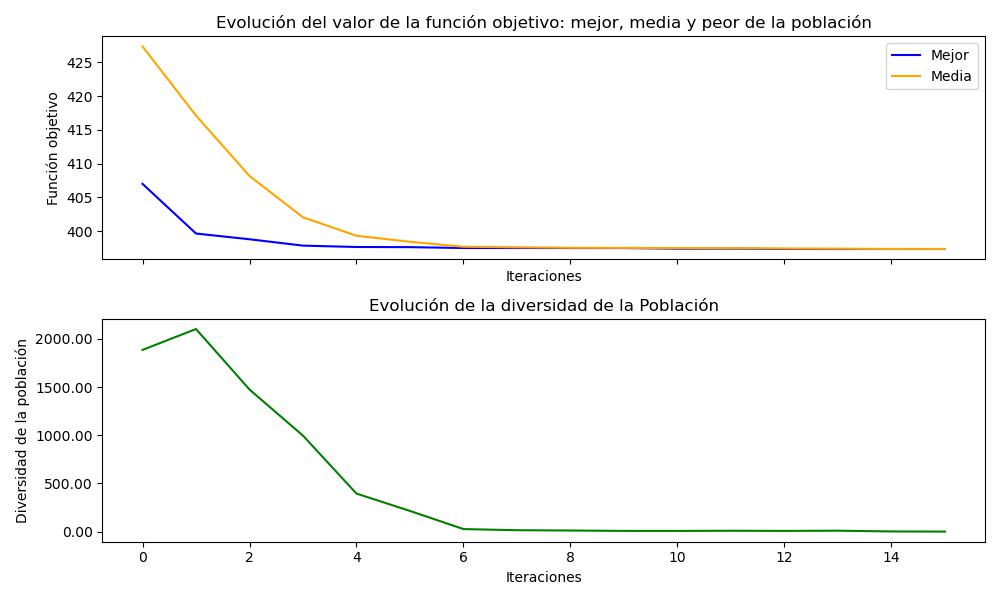 Evolución del valor de la función objetivo: mejor, media y peor de la población
Función objetivo
425
420
415
410
405
400
Mejor
Media
Iteraciones
Evolución de la diversidad de la Población
Diversidad de la población
2000.00
1500.00
1000.00
500.00
0.00
0 2 4 6 8 10 12 14
Iteraciones